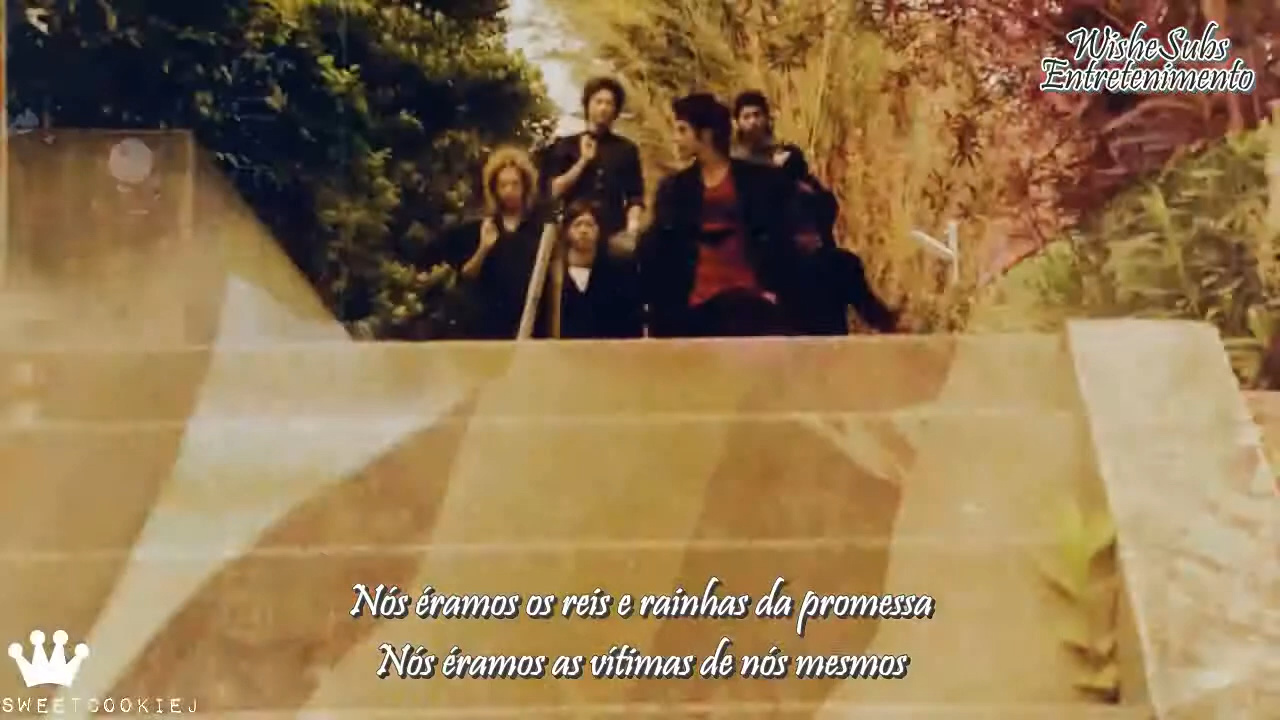 WisheSubs
Entretenimento
Nós éramos os reis e rainhas da promessa
Nós éramos as vítimas de nós mesmos
SWEETCOOKIEJ